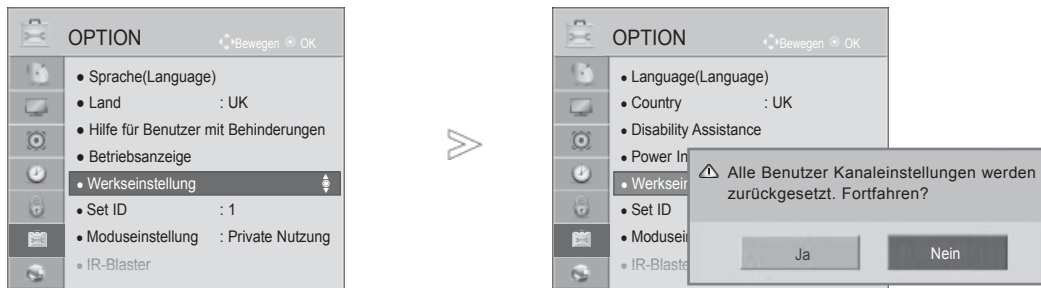 OPTION
Bewegen OK
• Sprache(Language)
• Land : UK
• Hilfe für Benutzer mit Behinderungen
• Betriebsanzeige
• Werkseinstellung
• Set ID : 1
• Moduseinstellung : Private Nutzung
• IR-Blaster
OPTION
Bewegen OK
• Language(Language)
• Country : UK
• Disability Assistance
• Power In
• Werksein
• Set ID
• Modusei
• IR-Blaste
Alle Benutzer Kanaleinstellungen werden
zurückgesetzt. Fortfahren?
Ja Nein